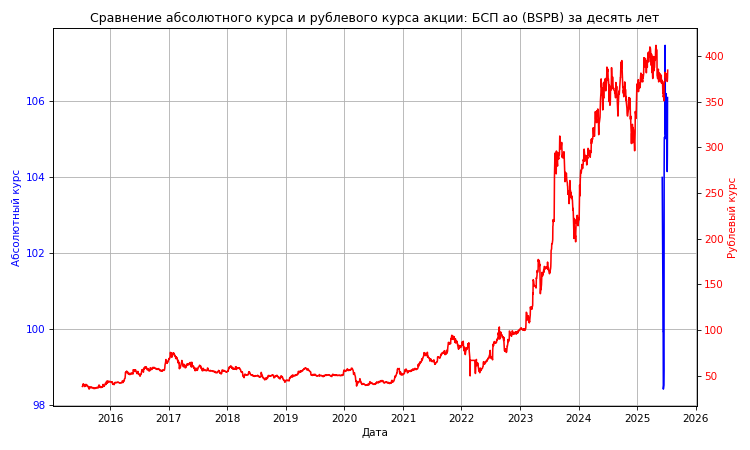 Сравнение абсолютного курса и рублевого курса акции: БСП ао (BSPB) за десять лет
106
104
102
100
98
Абсолютный курс
400
350
300
250
200
150
100
50
Рублевый курс
2016 2017 2018 2019 2020 2021 2022 2023 2024 2025 2026
Дата